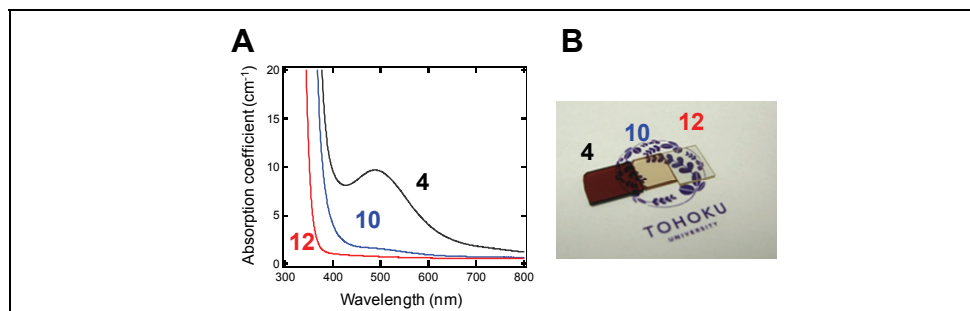 A
Absorption coefficient (cm-1)
20
15
10
5
0
4
10
12
300 400 500 600 700 800
Wavelength (nm)
B
12
10
4
TOHOKU
UNIVERSITY